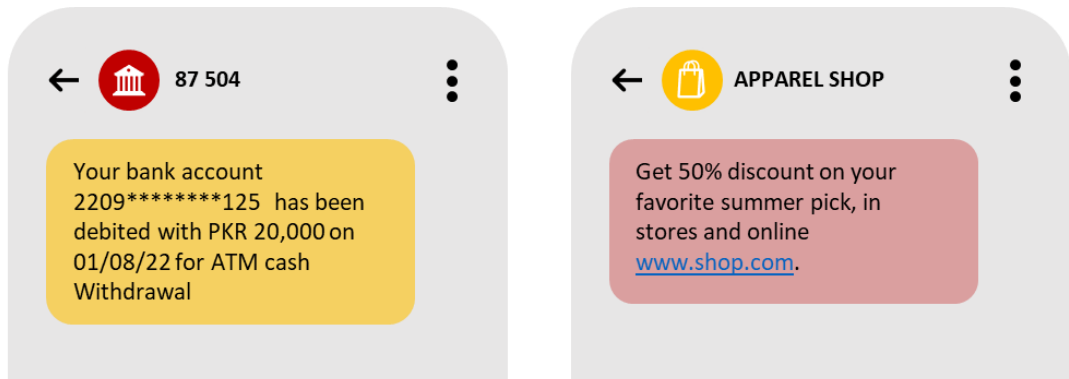 87 504
Your bank account
2209********125 has been
debited with PKR 20,000 on
01/08/22 for ATM cash
Withdrawal
APPAREL SHOP
Get 50% discount on your
favorite summer pick, in
stores and online
www.shop.com.